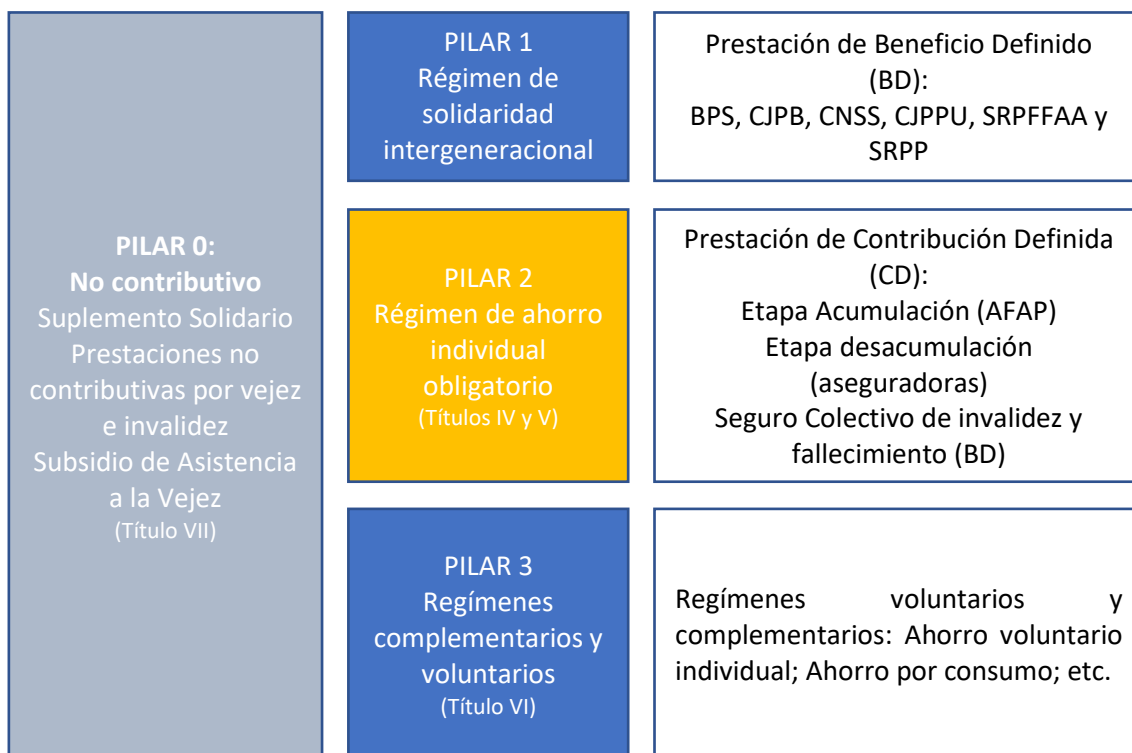 PILAR 0:
No contributivo
Suplemento Solidario
Prestaciones no
contributivas por vejez
e invalidez
Subsidio de Asistencia
a la Vejez
(Título VII)
PILAR 1
Régimen de
solidaridad
intergeneracional
Prestación de Beneficio Definido
(BD):
BPS, CJPB, CNSS, CJPPU, SRPFFAA y
SRPP
PILAR 2
Régimen de ahorro
individual
obligatorio
(Títulos IV y V)
Prestación de Contribución Definida
(CD):
Etapa Acumulación (AFAP)
Etapa desacumulación
(aseguradoras)
Seguro Colectivo de invalidez y
fallecimiento (BD)
PILAR 3
Regímenes
complementarios y
voluntarios
(Título VI)
Regímenes voluntarios y
complementarios: Ahorro voluntario
individual; Ahorro por consumo; etc.